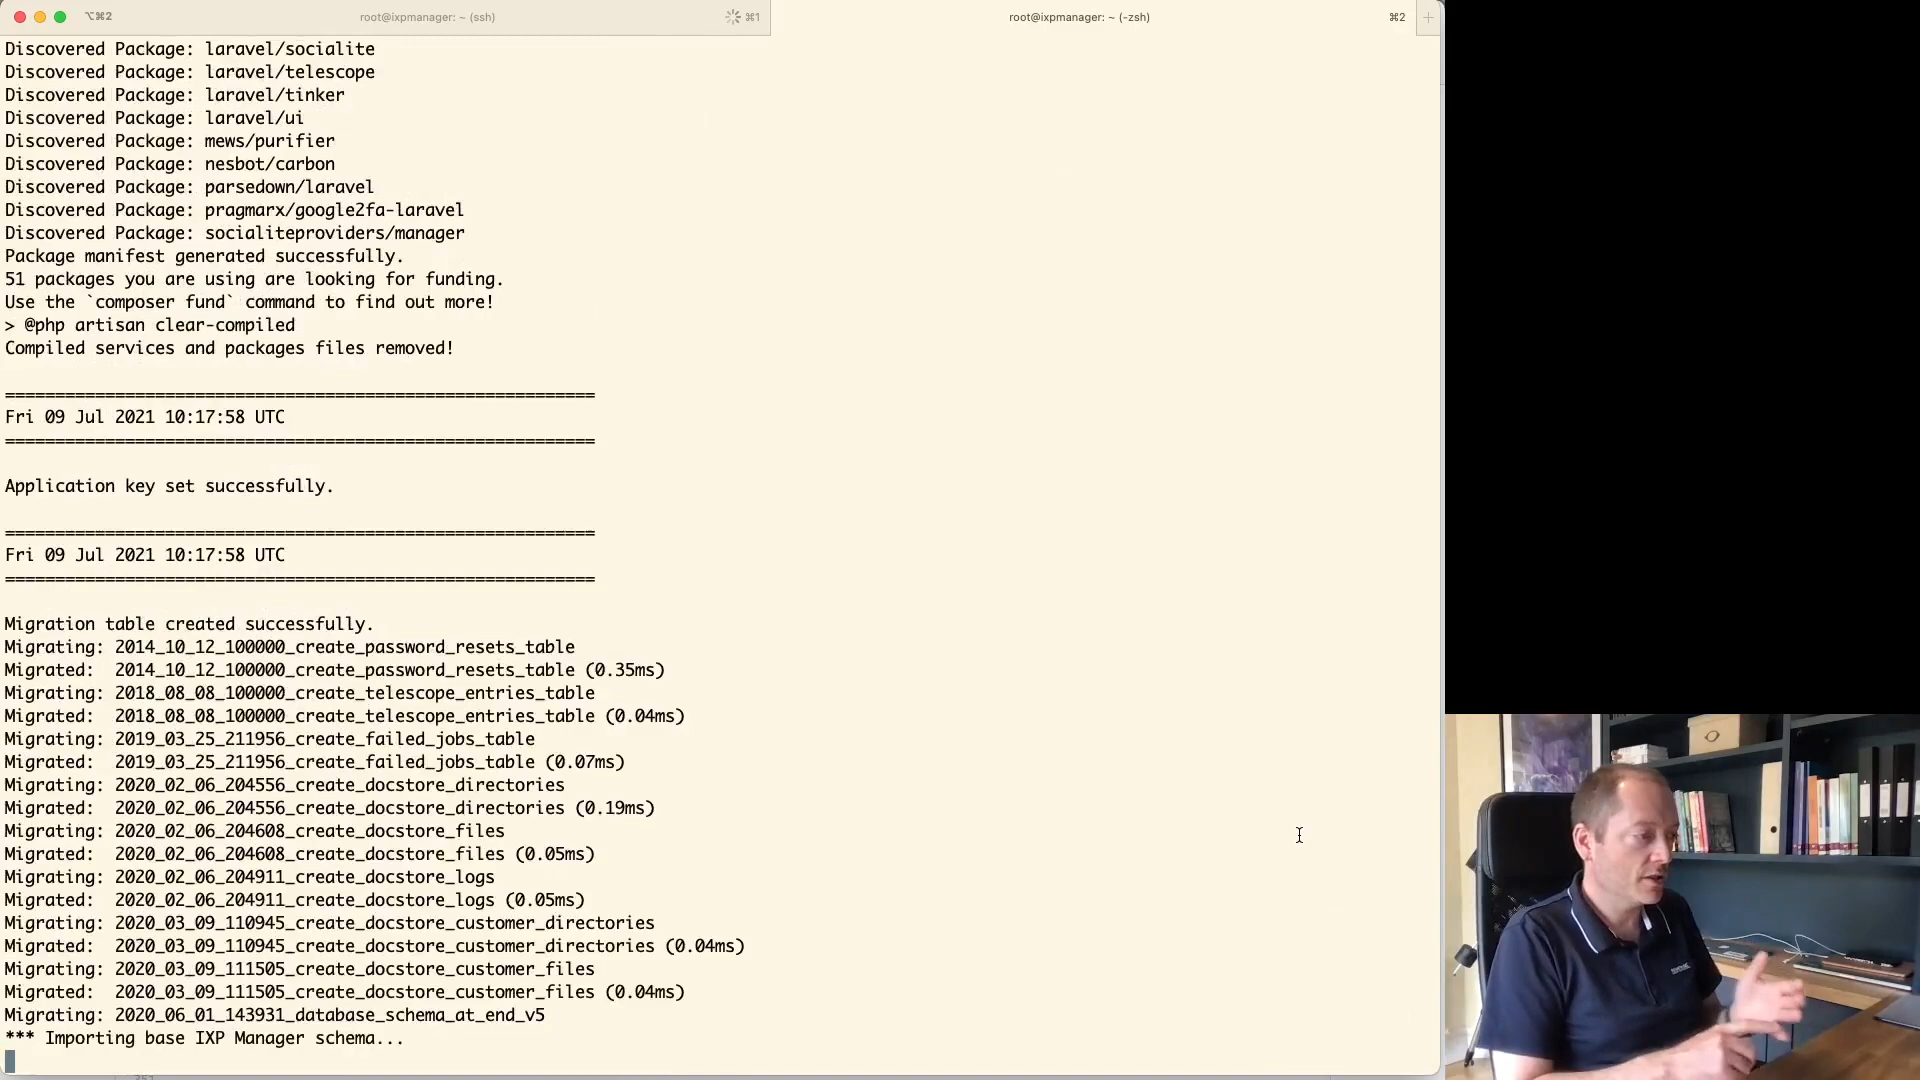 ⌥⌘2
root@ixpmanager: ~ (ssh)
⌘1
root@ixpmanager: ~ (-zsh)
⌘2
+
Discovered Package: laravel/socialite
Discovered Package: laravel/telescope
Discovered Package: laravel/tinker
Discovered Package: laravel/ui
Discovered Package: mews/purifier
Discovered Package: nesbot/carbon
Discovered Package: parsedown/laravel
Discovered Package: pragmarx/google2fa-laravel
Discovered Package: socialiteproviders/manager
Package manifest generated successfully.
51 packages you are using are looking for funding.
Use the `composer fund` command to find out more!
> @php artisan clear-compiled
Compiled services and packages files removed!
===========================================================
Fri 09 Jul 2021 10:17:58 UTC
===========================================================
Application key set successfully.
===========================================================
Fri 09 Jul 2021 10:17:58 UTC
===========================================================
Migration table created successfully.
Migrating: 2014_10_12_100000_create_password_resets_table
Migrated:  2014_10_12_100000_create_password_resets_table (0.35ms)
Migrating: 2018_08_08_100000_create_telescope_entries_table
Migrated:  2018_08_08_100000_create_telescope_entries_table (0.04ms)
Migrating: 2019_03_25_211956_create_failed_jobs_table
Migrated:  2019_03_25_211956_create_failed_jobs_table (0.07ms)
Migrating: 2020_02_06_204556_create_docstore_directories
Migrated:  2020_02_06_204556_create_docstore_directories (0.19ms)
Migrating: 2020_02_06_204608_create_docstore_files
Migrated:  2020_02_06_204608_create_docstore_files (0.05ms)
Migrating: 2020_02_06_204911_create_docstore_logs
Migrated:  2020_02_06_204911_create_docstore_logs (0.05ms)
Migrating: 2020_03_09_110945_create_docstore_customer_directories
Migrated:  2020_03_09_110945_create_docstore_customer_directories (0.04ms)
Migrating: 2020_03_09_111505_create_docstore_customer_files
Migrated:  2020_03_09_111505_create_docstore_customer_files (0.04ms)
Migrating: 2020_06_01_143931_database_schema_at_end_v5
*** Importing base IXP Manager schema...